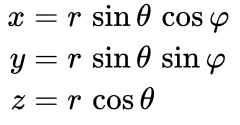 x = r sin θ cos φ
y = r sin θ sin φ
z = r cos θ